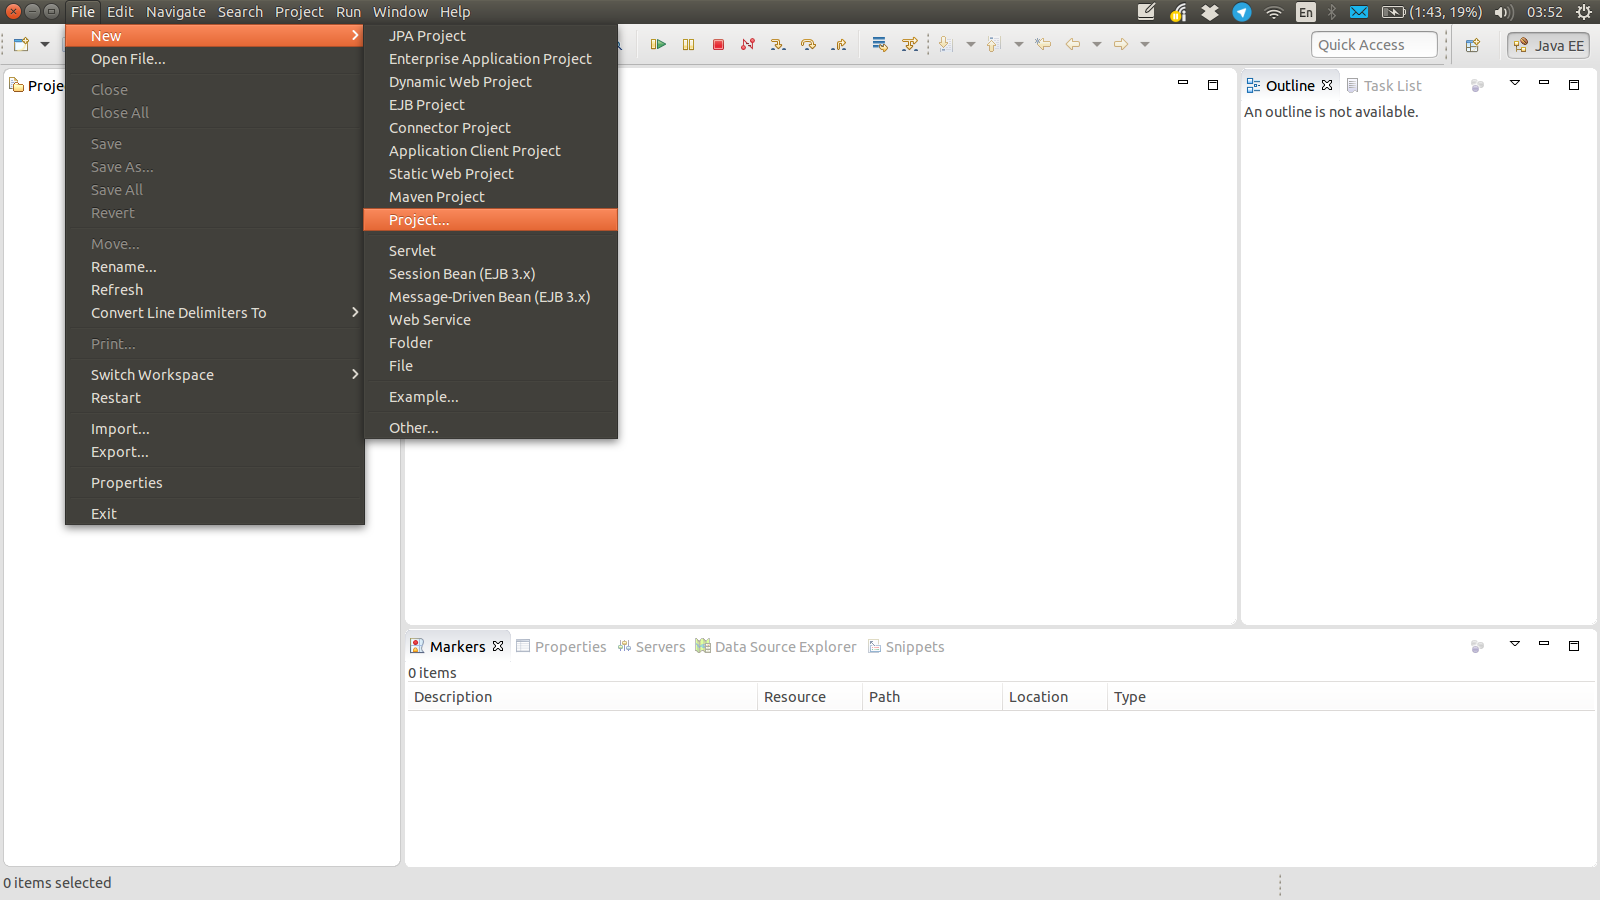 File Edit Navigate Search Project Run Window Help
En (1:43, 19%) 03:52
Quick Access
Java EE
New
Open File...
Close
Close All
Save
Save As...
Save All
Revert
Move...
Rename...
Refresh
Convert Line Delimiters To
Print...
Switch Workspace
Restart
Import...
Export...
Properties
Exit
JPA Project
Enterprise Application Project
Dynamic Web Project
EJB Project
Connector Project
Application Client Project
Static Web Project
Maven Project
Project...
Servlet
Session Bean (EJB 3.x)
Message-Driven Bean (EJB 3.x)
Web Service
Folder
File
Example...
Other...
Proje
Outline Task List
An outline is not available.
Markers Properties Servers Data Source Explorer Snippets
0 items
Description Resource Path Location Type
0 items selected